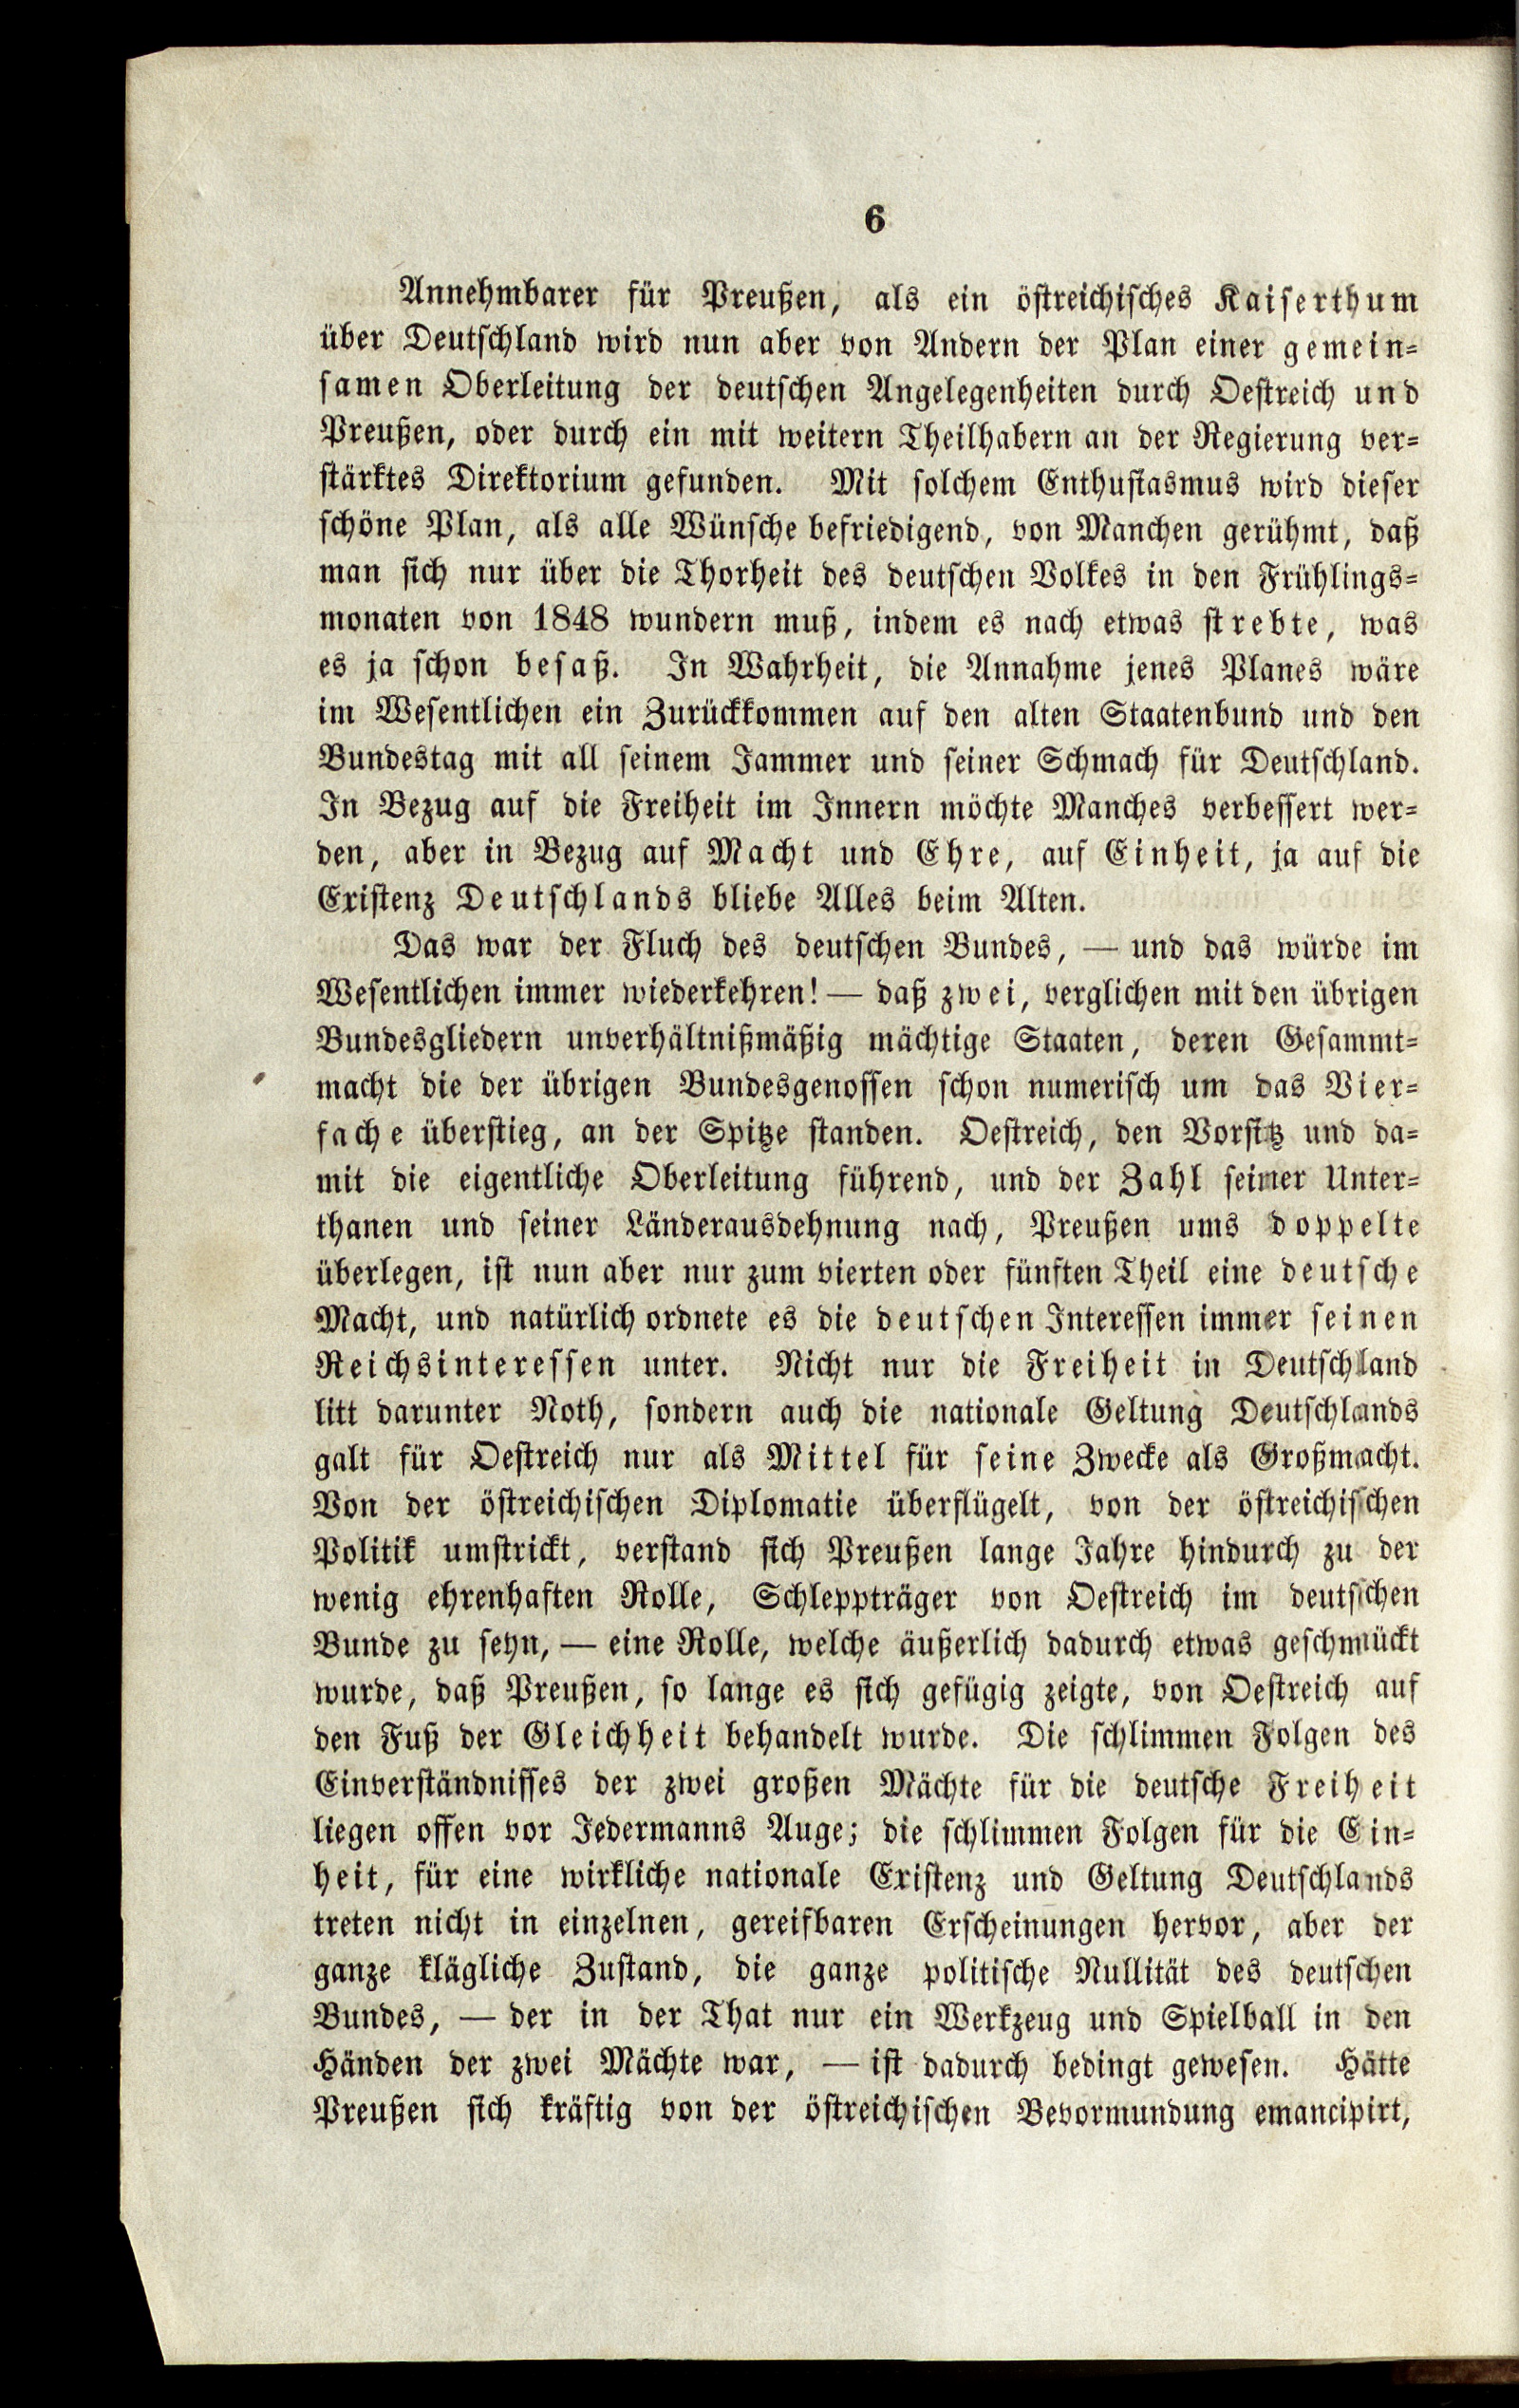 6
Annehmbarer für Preußen, als ein östreichisches Kaiserthum
über Deutschland wird nun aber von Andern der Plan einer gemein-
samen Oberleitung der deutschen Angelegenheiten durch Oestreich und
Preußen, oder durch ein mit weitern Theilhabern an der Regierung ver-
stärktes Direktorium gefunden. Mit solchem Enthusiasmus wird dieser
schöne Plan, als alle Wünsche befriedigend, von Manchen gerühmt, daß
man sich nur über die Thorheit des deutschen Volkes in den Frühlings-
monaten von 1848 wundern muß, indem es nach etwas strebte, was
es ja schon besaß. In Wahrheit, die Annahme jenes Planes wäre
im Wesentlichen ein Zurückkommen auf den alten Staatenbund und den
Bundestag mit all seinem Jammer und seiner Schmach für Deutschland.
In Bezug auf die Freiheit im Innern möchte Manches verbessert wer-
den, aber in Bezug auf Macht und Ehre, auf Einheit, ja auf die
Existenz Deutschlands bliebe Alles beim Alten.
Das war der Fluch des deutschen Bundes, — und das würde im
Wesentlichen immer wiederkehren! — daß zwei, verglichen mit den übrigen
Bundesgliedern unverhältnißmäßig mächtige Staaten, deren Gesammt-
macht die der übrigen Bundesgenossen schon numerisch um das Vier-
fache überstieg, an der Spitze standen. Oestreich, den Vorsitz und da-
mit die eigentliche Oberleitung führend, und der Zahl seiner Unter-
thanen und seiner Länderausdehnung nach, Preußen ums doppelte
überlegen, ist nun aber nur zum vierten oder fünften Theil eine deutsche
Macht, und natürlich ordnete es die deutschen Interessen immer seinen
Reichsinteressen unter. Nicht nur die Freiheit in Deutschland
litt darunter Noth, sondern auch die nationale Geltung Deutschlands
galt für Oestreich nur als Mittel für seine Zwecke als Großmacht.
Von der östreichischen Diplomatie überflügelt, von der östreichischen
Politik umstrickt, verstand sich Preußen lange Jahre hindurch zu der
wenig ehrenhaften Rolle, Schleppträger von Oestreich im deutschen
Bunde zu seyn, — eine Rolle, welche äußerlich dadurch etwas geschmückt
wurde, daß Preußen, so lange es sich gefügig zeigte, von Oestreich auf
den Fuß der Gleichheit behandelt wurde. Die schlimmen Folgen des
Einverständnisses der zwei großen Mächte für die deutsche Freiheit
liegen offen vor Jedermanns Auge; die schlimmen Folgen für die Ein-
heit, für eine wirkliche nationale Existenz und Geltung Deutschlands
treten nicht in einzelnen, gereifbaren Erscheinungen hervor, aber der
ganze klägliche Zustand, die ganze politische Nullität des deutschen
Bundes, — der in der That nur ein Werkzeug und Spielball in den
Händen der zwei Mächte war, — ist dadurch bedingt gewesen. Hätte
Preußen sich kräftig von der östreichischen Bevormundung emancipirt,